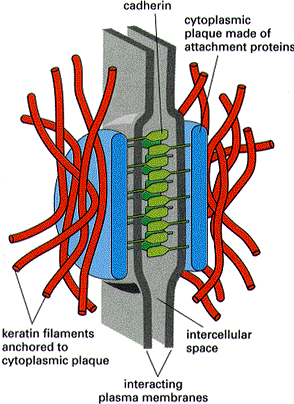 cadherin
cytoplasmic
plaque made of
attachment proteins
keratin filaments
anchored to
cytoplasmic plaque
intercellular
space
interacting
plasma membranes